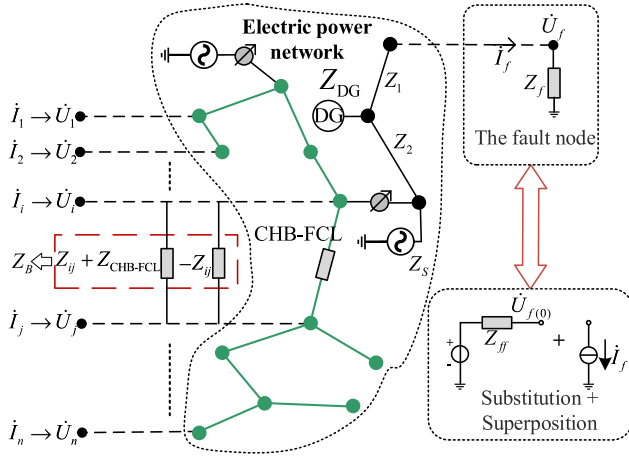 Electric power
network
U̇_f
İ_f
Z_f
Z_1
Z_DG
DG
Z_2
The fault node
İ_1 → U̇_1
İ_2 → U̇_2
İ_i → U̇_i
CHB-FCL
Z_S
Z_B ⇦ Z_ij + Z_CHB-FCL
−Z_ij
İ_j → U̇_j
U̇_f(0)
Z_ff
+
-
+
İ_f
Substitution +
Superposition
İ_n → U̇_n